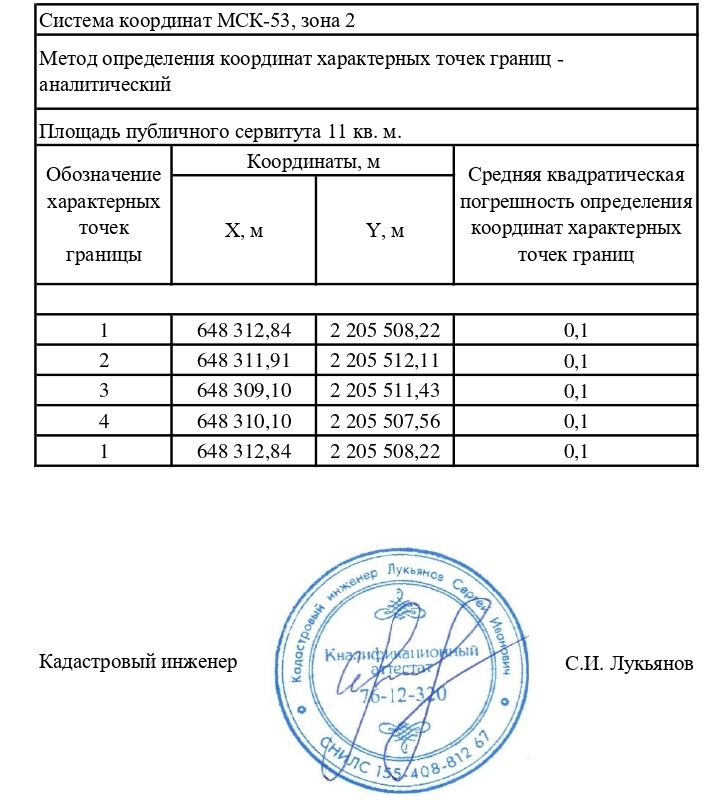 Система координат МСК-53, зона 2
Метод определения координат характерных точек границ -
аналитический
Площадь публичного сервитута 11 кв. м.
Обозначение
характерных
точек
границы
Координаты, м
X, м
Y, м
Средняя квадратическая
погрешность определения
координат характерных
точек границ
1 648 312,84 2 205 508,22 0,1
2 648 311,91 2 205 512,11 0,1
3 648 309,10 2 205 511,43 0,1
4 648 310,10 2 205 507,56 0,1
1 648 312,84 2 205 508,22 0,1
Кадастровый инженер
Кадастровый инженер Лукьянов Сергей Иванович
Квалификационный
аттестат
76-12-320
СНИЛС 155-408-812 67
С.И. Лукьянов